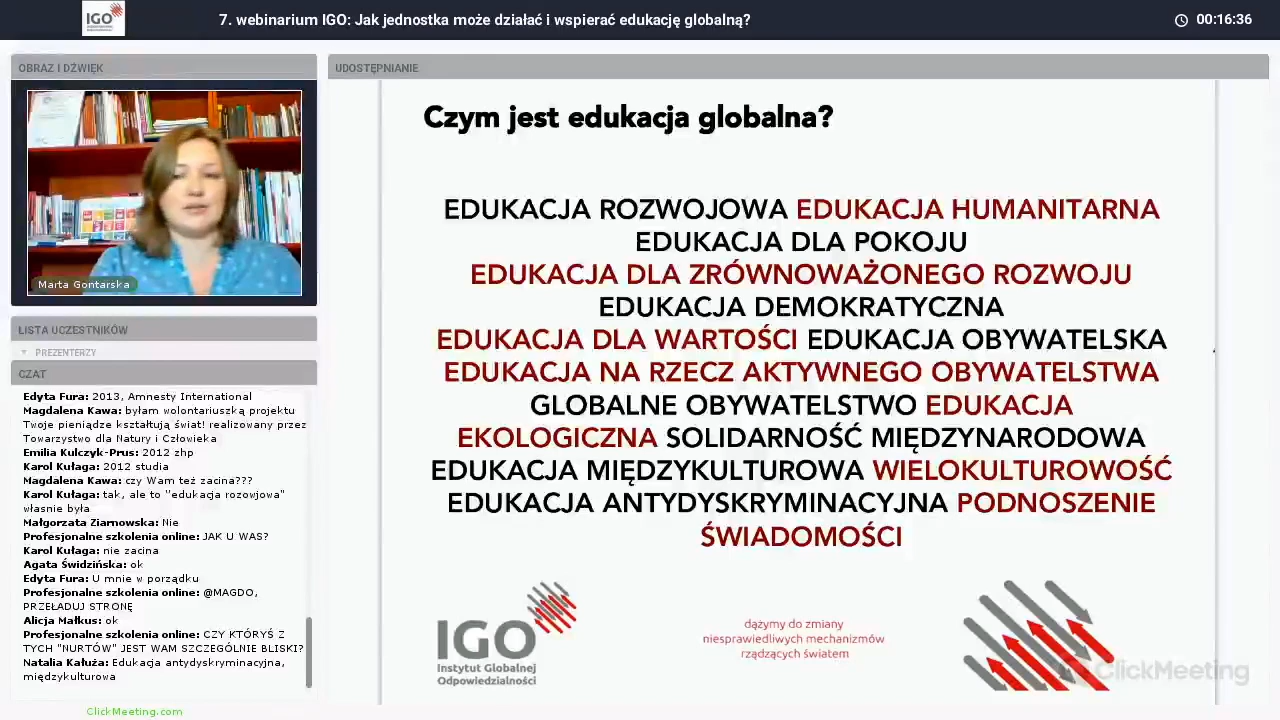 IGO
7. webinarium IGO: Jak jednostka może działać i wspierać edukację globalną?
00:16:36
OBRAZ I DŹWIĘK
Marta Gontarska
LISTA UCZESTNIKÓW
PREZENTERZY
CZAT
Edyta Fura: 2013, Amnesty International
Magdalena Kawa: byłam wolontariuszką projektu
Twoje pieniądze kształtują świat! realizowany przez
Towarzystwo dla Natury i Człowieka
Emilia Kulczyk-Prus: 2012 zhp
Karol Kułaga: 2012 studia
Magdalena Kawa: czy Wam też zacina???
Karol Kułaga: tak, ale to "edukacja rozowjowa"
własnie była
Małgorzata Ziarnowska: Nie
Profesjonalne szkolenia online: JAK U WAS?
Karol Kułaga: nie zacina
Agata Świdzińska: ok
Edyta Fura: U mnie w porządku
Profesjonalne szkolenia online: @MAGDO,
PRZEŁADUJ STRONĘ
Alicja Małkus: ok
Profesjonalne szkolenia online: CZY KTÓRYŚ Z
TYCH "NURTÓW" JEST WAM SZCZEGÓLNIE BLISKI?
Natalia Kałuża: Edukacja antydyskryminacyjna,
międzykulturowa
ClickMeeting.com
UDOSTĘPNIANIE
Czym jest edukacja globalna?
EDUKACJA ROZWOJOWA EDUKACJA HUMANITARNA
EDUKACJA DLA POKOJU
EDUKACJA DLA ZRÓWNOWAŻONEGO ROZWOJU
EDUKACJA DEMOKRATYCZNA
EDUKACJA DLA WARTOŚCI EDUKACJA OBYWATELSKA
EDUKACJA NA RZECZ AKTYWNEGO OBYWATELSTWA
GLOBALNE OBYWATELSTWO EDUKACJA
EKOLOGICZNA SOLIDARNOŚĆ MIĘDZYNARODOWA
EDUKACJA MIĘDZYKULTUROWA WIELOKULTUROWOŚĆ
EDUKACJA ANTYDYSKRYMINACYJNA PODNOSZENIE
ŚWIADOMOŚCI
IGO
Instytut Globalnej
Odpowiedzialności
dążymy do zmiany
niesprawiedliwych mechanizmów
rządzących światem
ClickMeeting